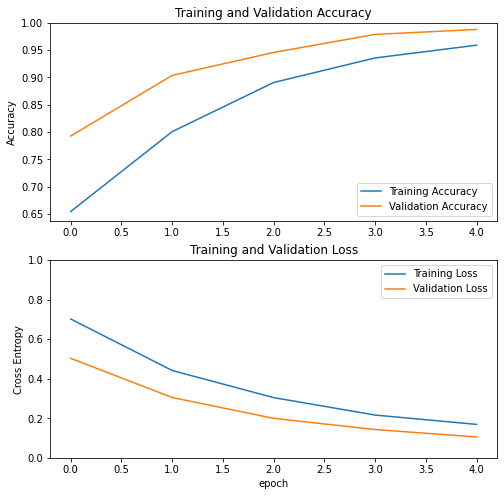 Training and Validation Accuracy
1.00
0.95
0.90
0.85
0.80
0.75
0.70
0.65
Accuracy
Training Accuracy
Validation Accuracy
0.0 0.5 1.0 1.5 2.0 2.5 3.0 3.5 4.0
Training and Validation Loss
1.0
0.8
0.6
0.4
0.2
0.0
Cross Entropy
Training Loss
Validation Loss
0.0 0.5 1.0 1.5 2.0 2.5 3.0 3.5 4.0
epoch